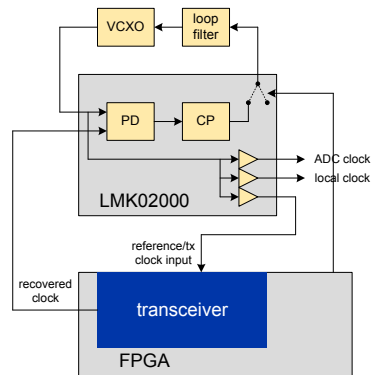 VCXO
loop
filter
PD
CP
ADC clock
local clock
LMK02000
reference/tx
clock input
recovered
clock
transceiver
FPGA